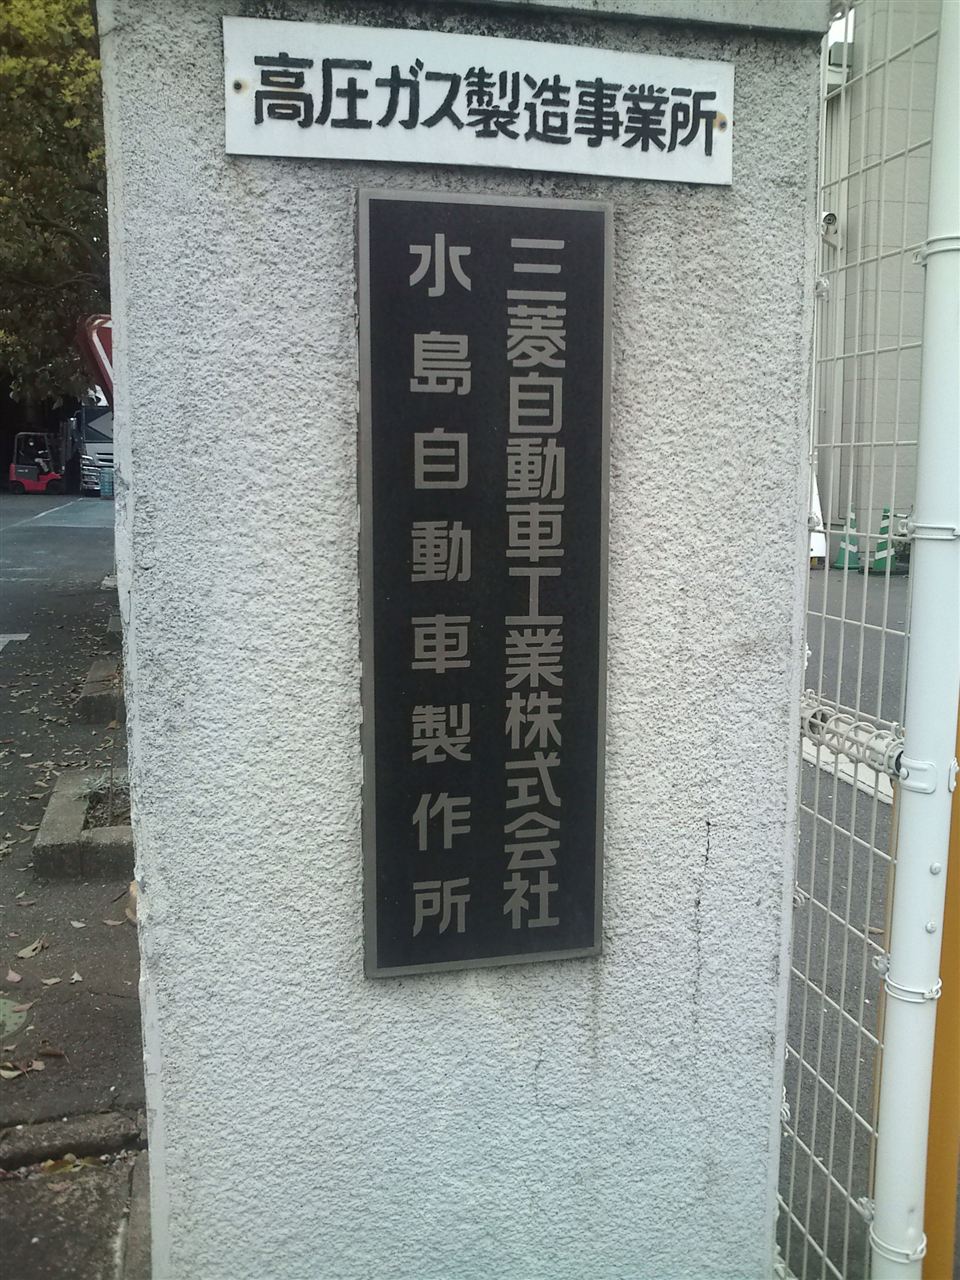 高圧ガス製造事業所
三菱自動車工業株式会社
水島自動車製作所